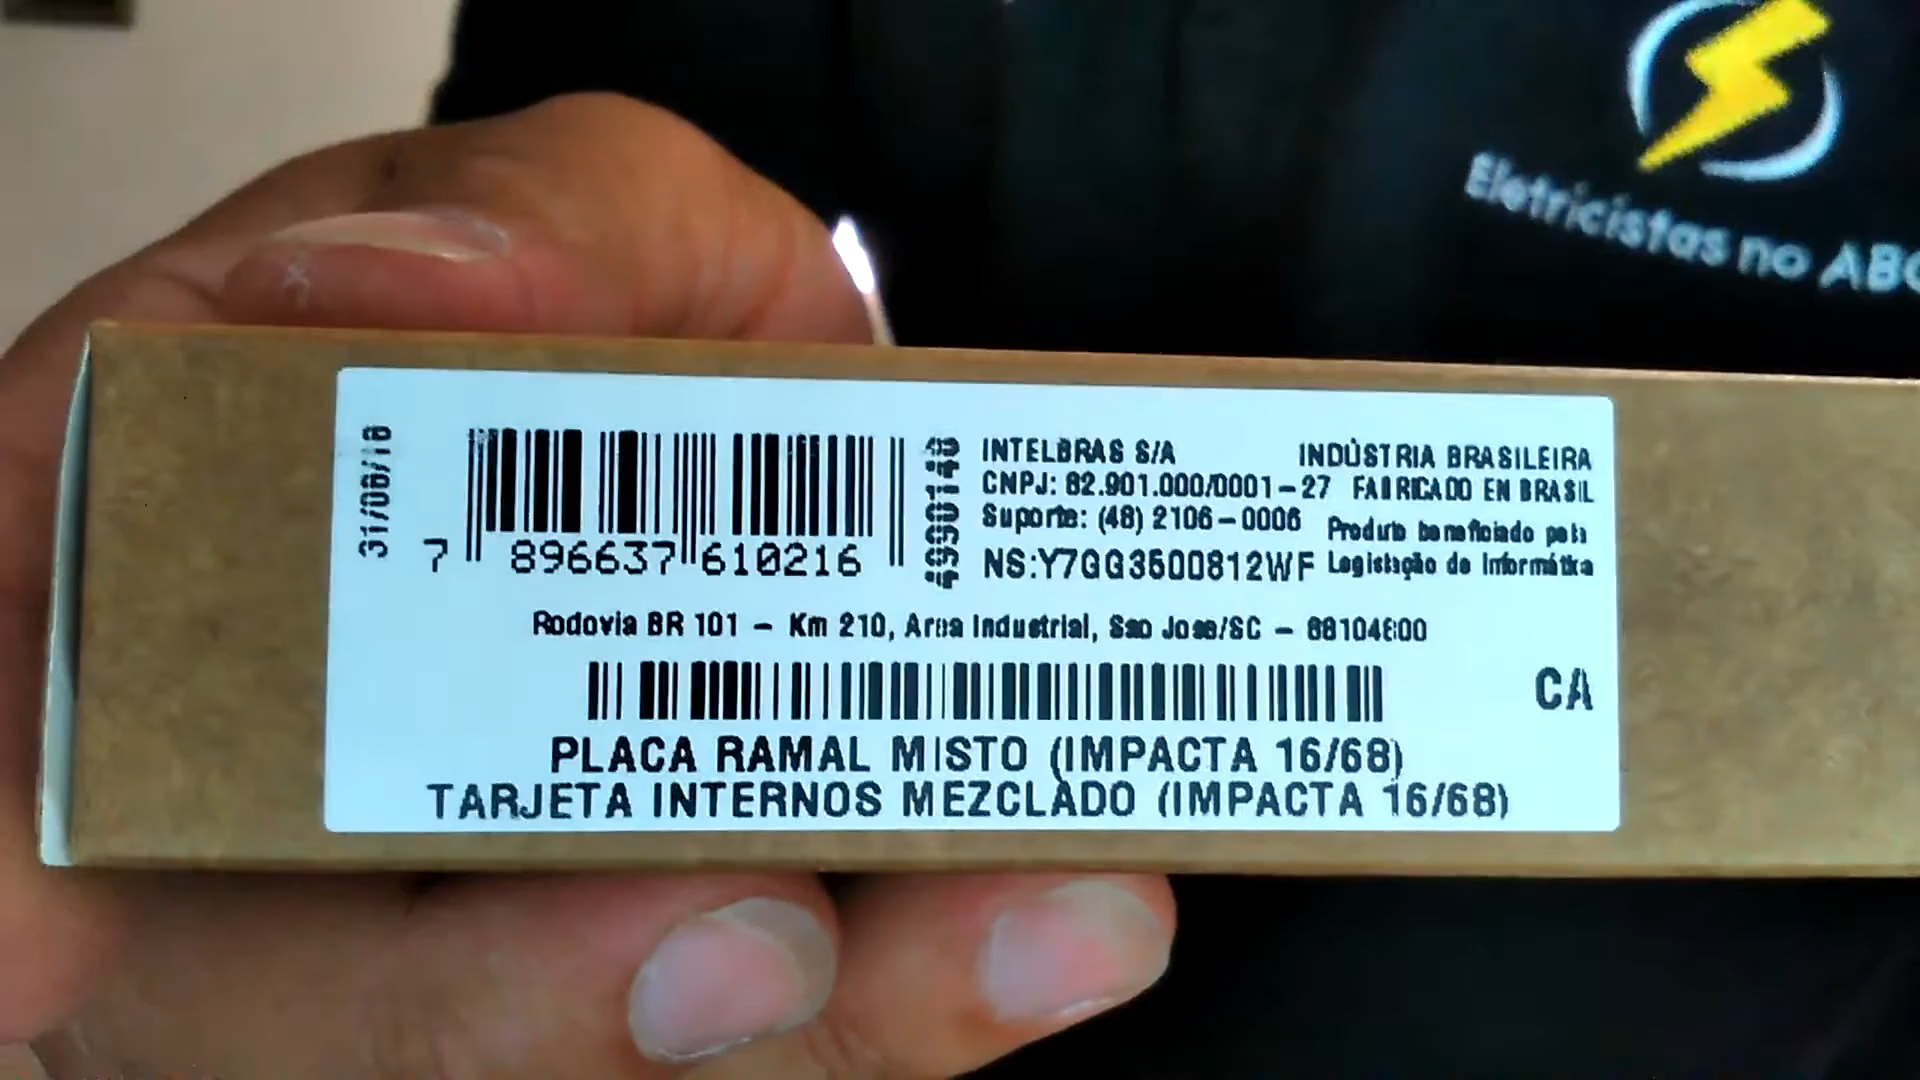 Eletricistas no ABC
31/08/18
7 896637 610216
4990140
INTELBRAS S/A
CNPJ: 82.901.000/0001-27
Suporte: (48) 2106-0006
NS:Y7GG3500812WF
INDÚSTRIA BRASILEIRA
FABRICADO EN BRASIL
Produto beneficiado pela
Legislação de Informática
Rodovia BR 101 - Km 210, Area Industrial, Sao Jose/SC - 88104800
CA
PLACA RAMAL MISTO (IMPACTA 16/68)
TARJETA INTERNOS MEZCLADO (IMPACTA 16/68)